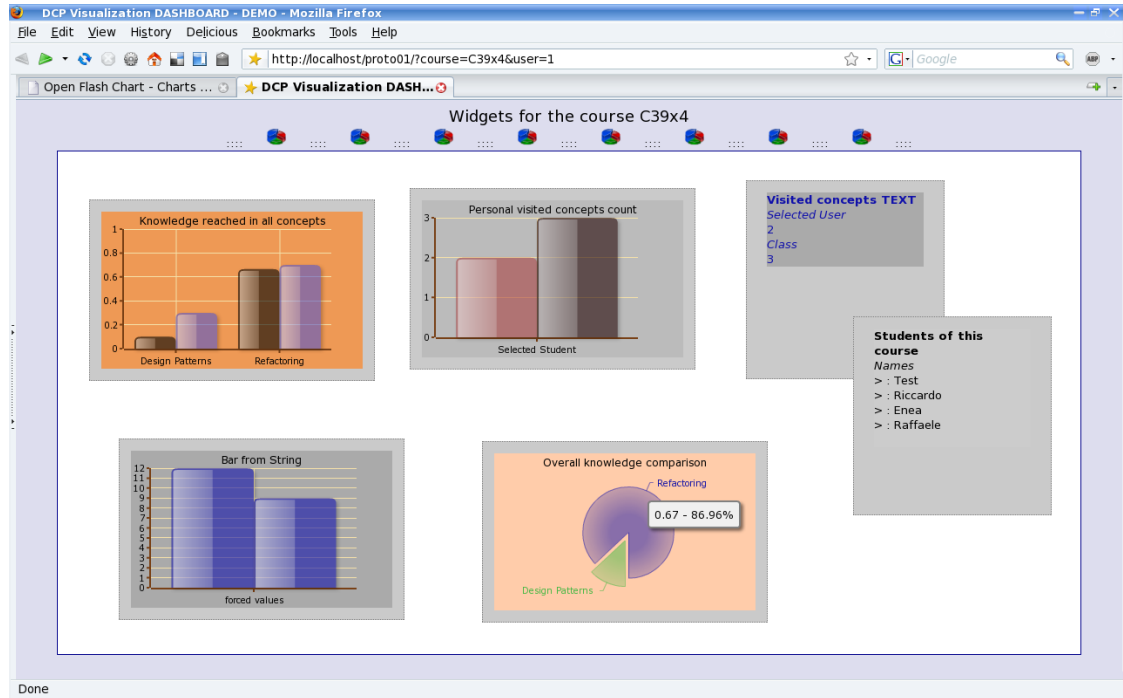 DCP Visualization DASHBOARD - DEMO - Mozilla Firefox
File Edit View History Delicious Bookmarks Tools Help
http://localhost/proto01/?course=C39x4&user=1
G Google
ABP
Open Flash Chart - Charts ...
DCP Visualization DASH...
Widgets for the course C39x4
Knowledge reached in all concepts
1
0.8
0.6
0.4
0.2
0
Design Patterns Refactoring
Personal visited concepts count
3
2
1
0
Selected Student
Visited concepts TEXT
Selected User
2
Class
3
Students of this
course
Names
> : Test
> : Riccardo
> : Enea
> : Raffaele
Bar from String
12
11
10
9
8
7
6
5
4
3
2
1
0
forced values
Overall knowledge comparison
Refactoring
0.67 - 86.96%
Design Patterns
Done